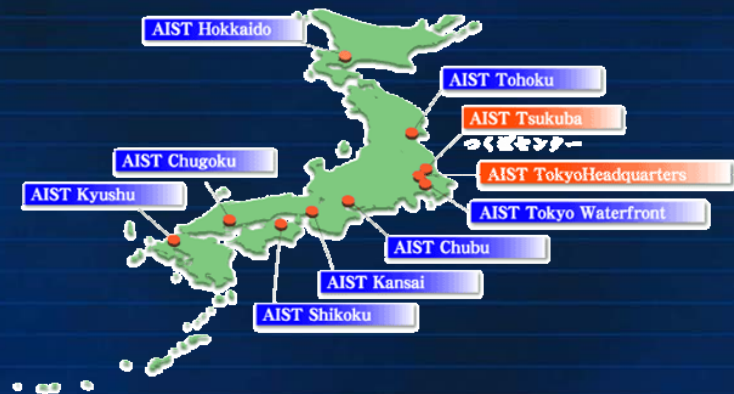 AIST Hokkaido
AIST Tohoku
AIST Tsukuba
つくばセンター
AIST TokyoHeadquarters
AIST Tokyo Waterfront
AIST Chugoku
AIST Kyushu
AIST Chubu
AIST Kansai
AIST Shikoku